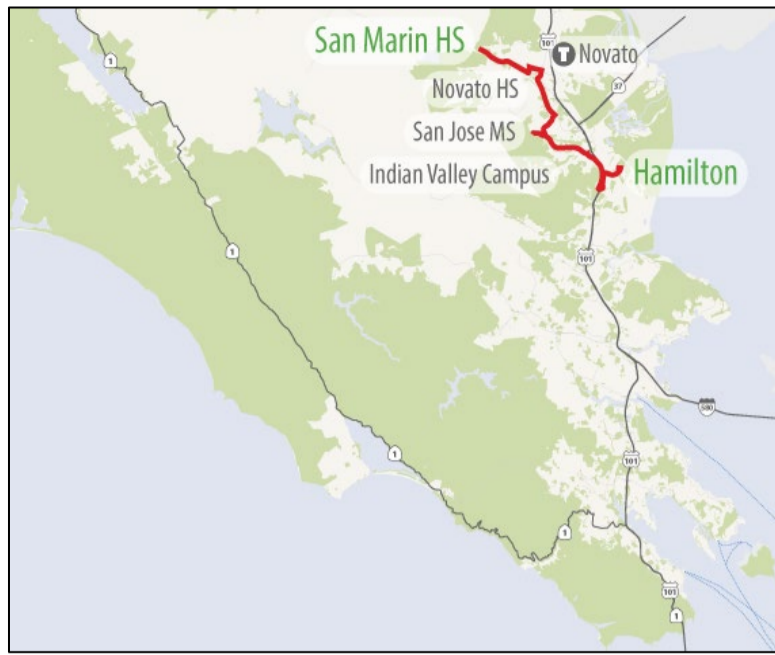 1
San Marin HS
101
T Novato
37
Novato HS
San Jose MS
Indian Valley Campus
Hamilton
1
1
101
580
1
101
1
101
1